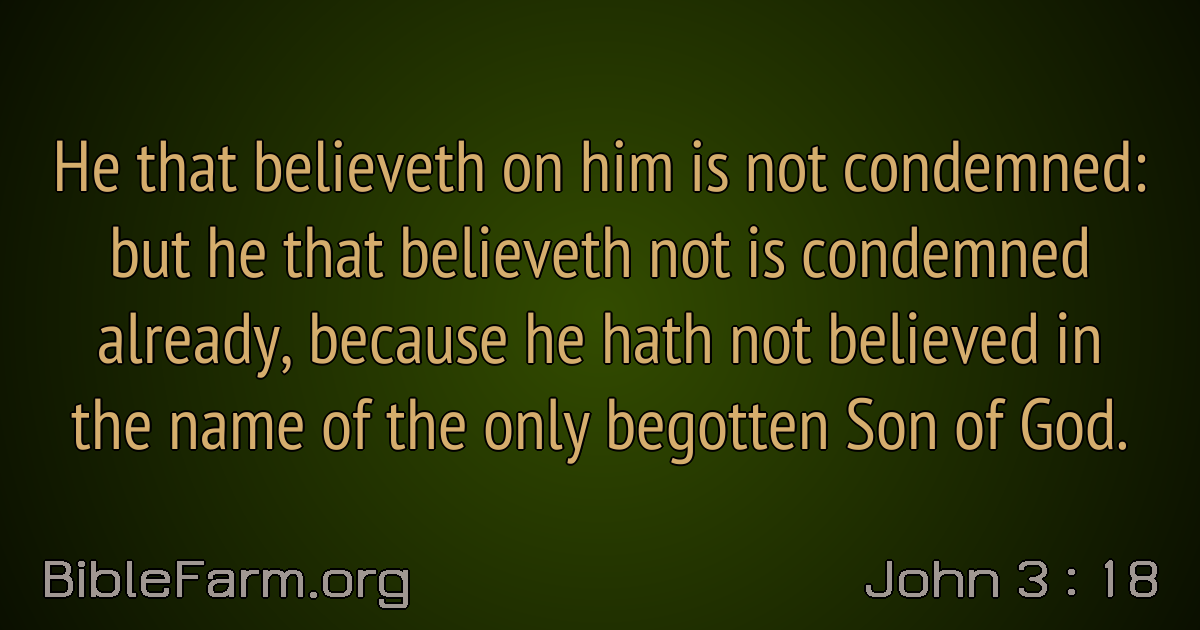 He that believeth on him is not condemned:
but he that believeth not is condemned
already, because he hath not believed in
the name of the only begotten Son of God.
BibleFarm.org
John 3 : 18